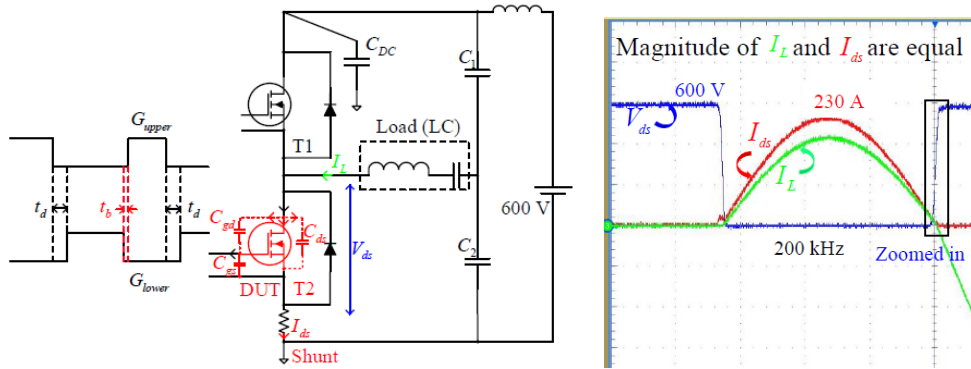 G_upper
t_d
t_b
t_d
G_lower
C_DC
C_1
T1
Load (LC)
I_L
600 V
C_gd
C_ds
V_ds
C_gs
C_2
DUT
T2
I_ds
Shunt
Magnitude of I_L and I_ds are equal
600 V
230 A
V_ds
I_ds
I_L
200 kHz
Zoomed in